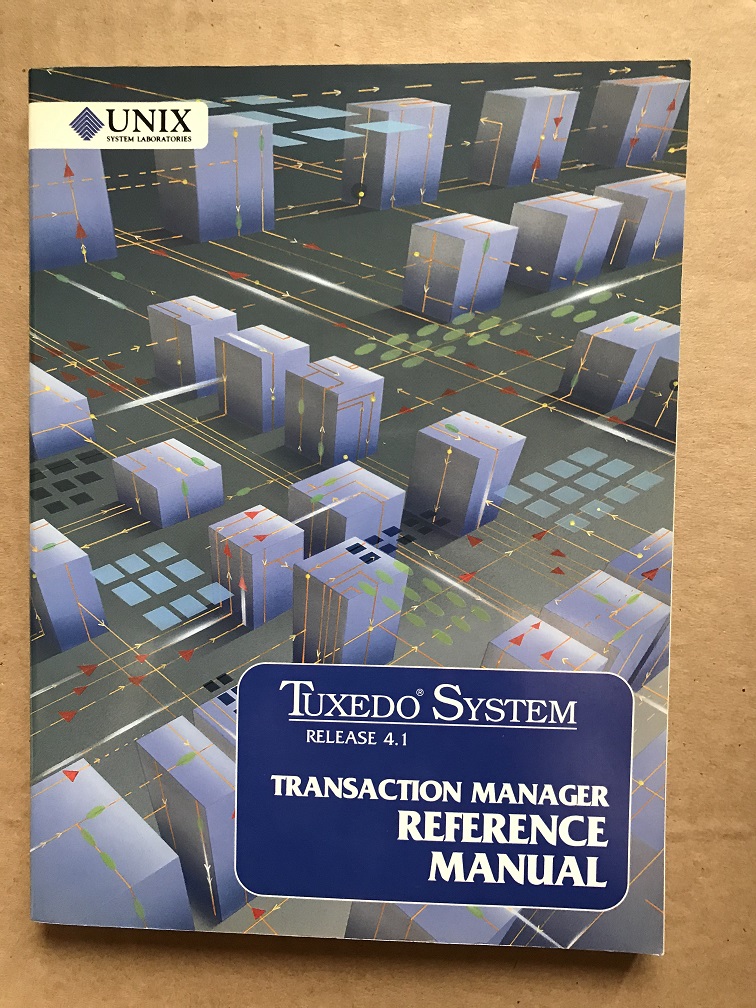 UNIX
SYSTEM LABORATORIES
TUXEDO® SYSTEM
RELEASE 4.1
TRANSACTION MANAGER
REFERENCE
MANUAL